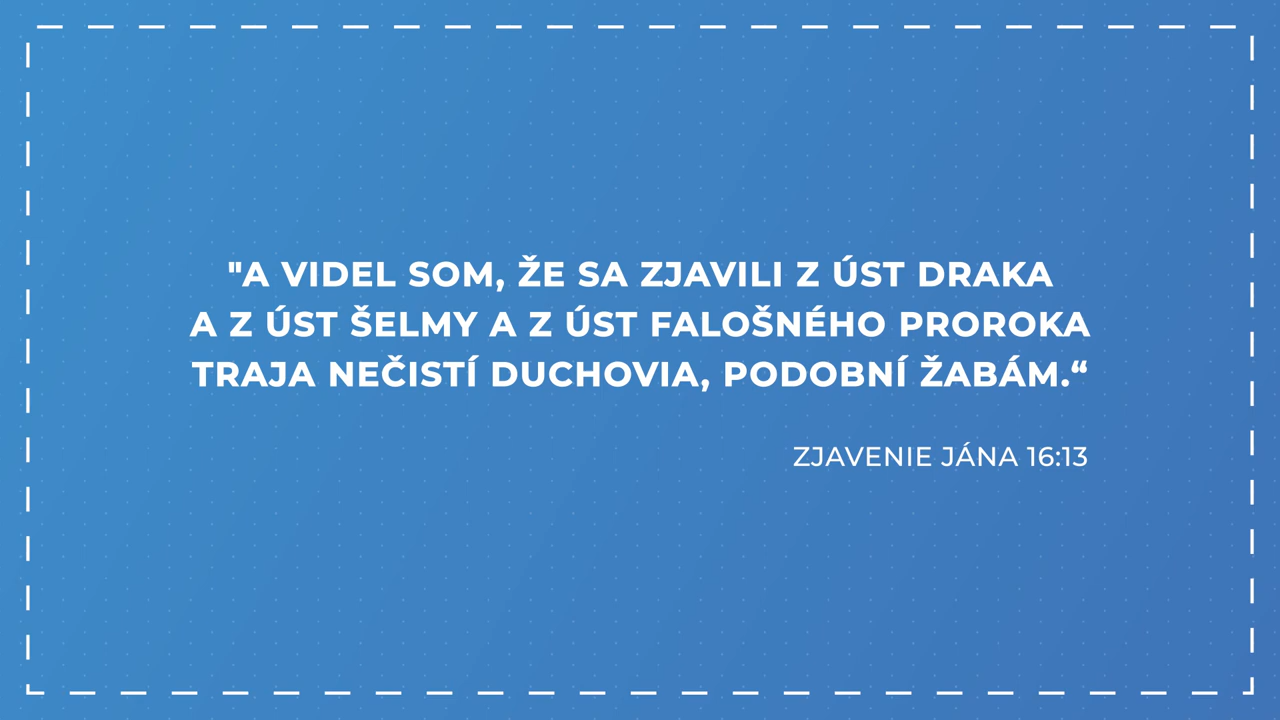 "A VIDEL SOM, ŽE SA ZJAVILI Z ÚST DRAKA
A Z ÚST ŠELMY A Z ÚST FALOŠNÉHO PROROKA
TRAJA NEČISTÍ DUCHOVIA, PODOBNÍ ŽABÁM.“
ZJAVENIE JÁNA 16:13